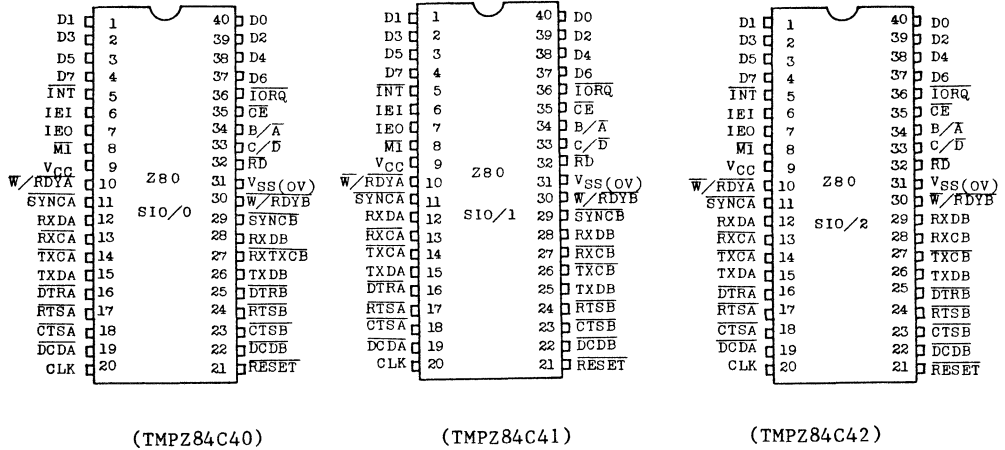 D1 1 40 D0
D3 2 39 D2
D5 3 38 D4
D7 4 37 D6
INT 5 36 IORQ
IEI 6 35 CE
IEO 7 34 B/A
M1 8 33 C/D
VCC 9 32 RD
W/RDYA 10 31 VSS(0V)
SYNCA 11 30 W/RDYB
RXDA 12 29 SYNCB
RXCA 13 28 RXDB
TXCA 14 27 RXTXCB
TXDA 15 26 TXDB
DTRA 16 25 DTRB
RTSA 17 24 RTSB
CTSA 18 23 CTSB
DCDA 19 22 DCDB
CLK 20 21 RESET
Z80
SIO/0
(TMPZ84C40)
D1 1 40 D0
D3 2 39 D2
D5 3 38 D4
D7 4 37 D6
INT 5 36 IORQ
IEI 6 35 CE
IEO 7 34 B/A
M1 8 33 C/D
VCC 9 32 RD
W/RDYA 10 31 VSS(0V)
SYNCA 11 30 W/RDYB
RXDA 12 29 SYNCB
RXCA 13 28 RXDB
TXCA 14 27 RXCB
TXDA 15 26 TXCB
DTRA 16 25 TXDB
RTSA 17 24 RTSB
CTSA 18 23 CTSB
DCDA 19 22 DCDB
CLK 20 21 RESET
Z80
SIO/1
(TMPZ84C41)
D1 1 40 D0
D3 2 39 D2
D5 3 38 D4
D7 4 37 D6
INT 5 36 IORQ
IEI 6 35 CE
IEO 7 34 B/A
M1 8 33 C/D
VCC 9 32 RD
W/RDYA 10 31 VSS(0V)
SYNCA 11 30 W/RDYB
RXDA 12 29 RXDB
RXCA 13 28 RXCB
TXCA 14 27 TXCB
TXDA 15 26 TXDB
DTRA 16 25 DTRB
RTSA 17 24 RTSB
CTSA 18 23 CTSB
DCDA 19 22 DCDB
CLK 20 21 RESET
Z80
SIO/2
(TMPZ84C42)